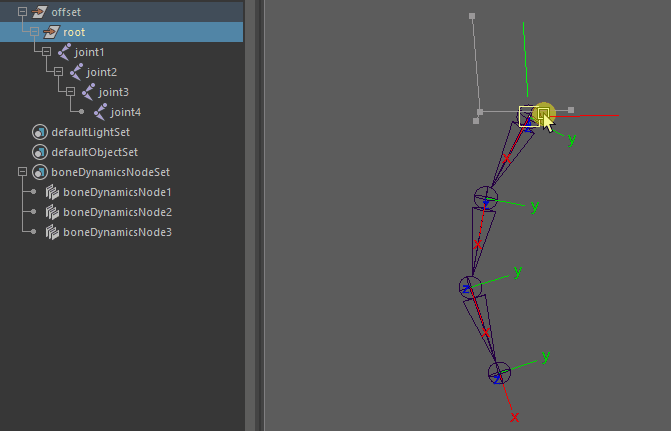 offset
root
joint1
joint2
joint3
joint4
defaultLightSet
defaultObjectSet
boneDynamicsNodeSet
boneDynamicsNode1
boneDynamicsNode2
boneDynamicsNode3
y
x
y
x
y
z
x
y
z
x